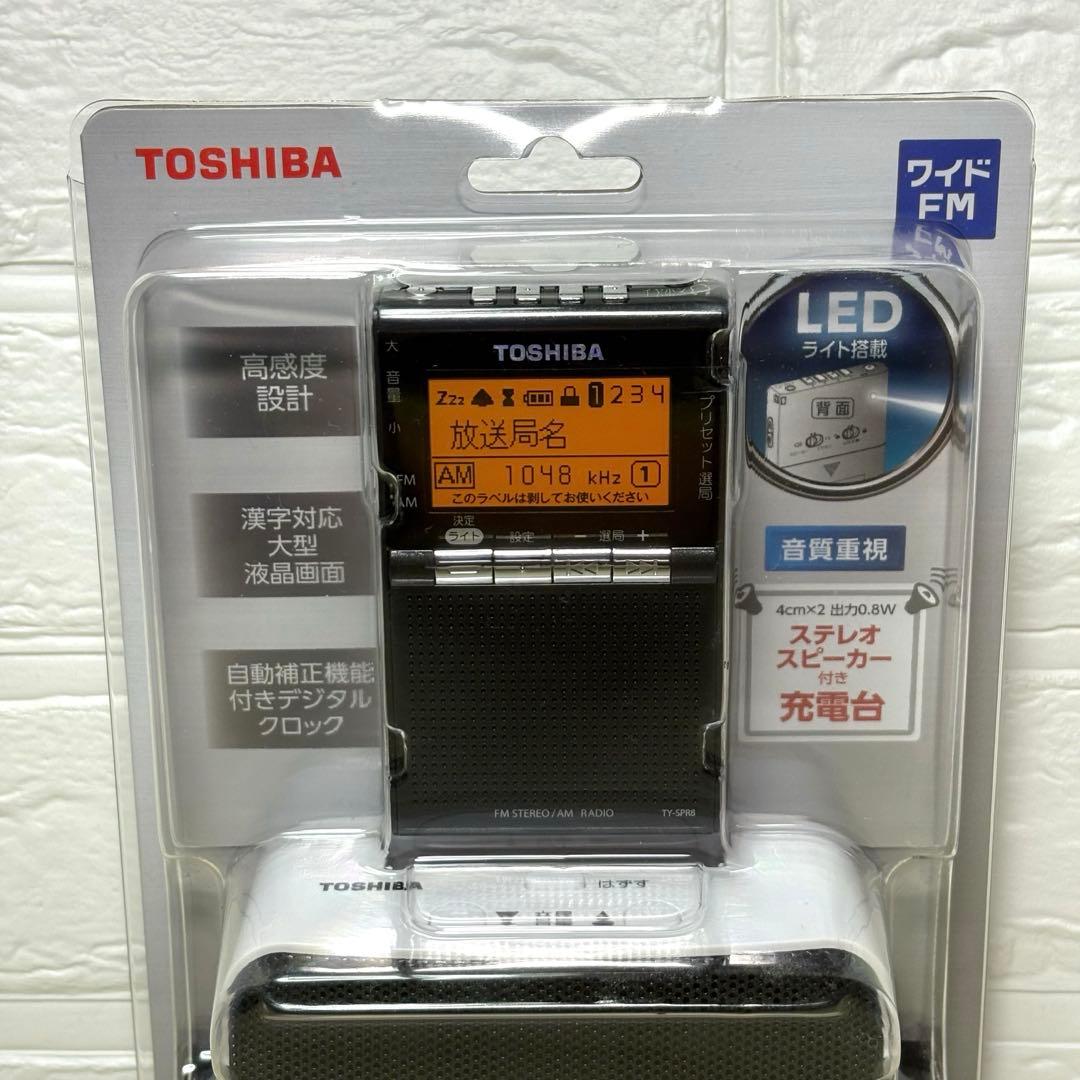 TOSHIBA
ワイド
FM
高感度
設計
漢字対応
大型
液晶画面
自動補正機能
付きデジタル
クロック
TOSHIBA
大
音量
小
FM
AM
Zzz 1 2 3 4
放送局名
AM 1048 kHz 1
このラベルは剥してお使いください
プリセット選局
決定
ライト 設定 − 選局 +
FM STEREO/AM RADIO TY-SPR8
LED
ライト搭載
背面
音質重視
4cm×2 出力0.8W
ステレオ
スピーカー
付き
充電台
TOSHIBA はずす
▼ 音量 ▲